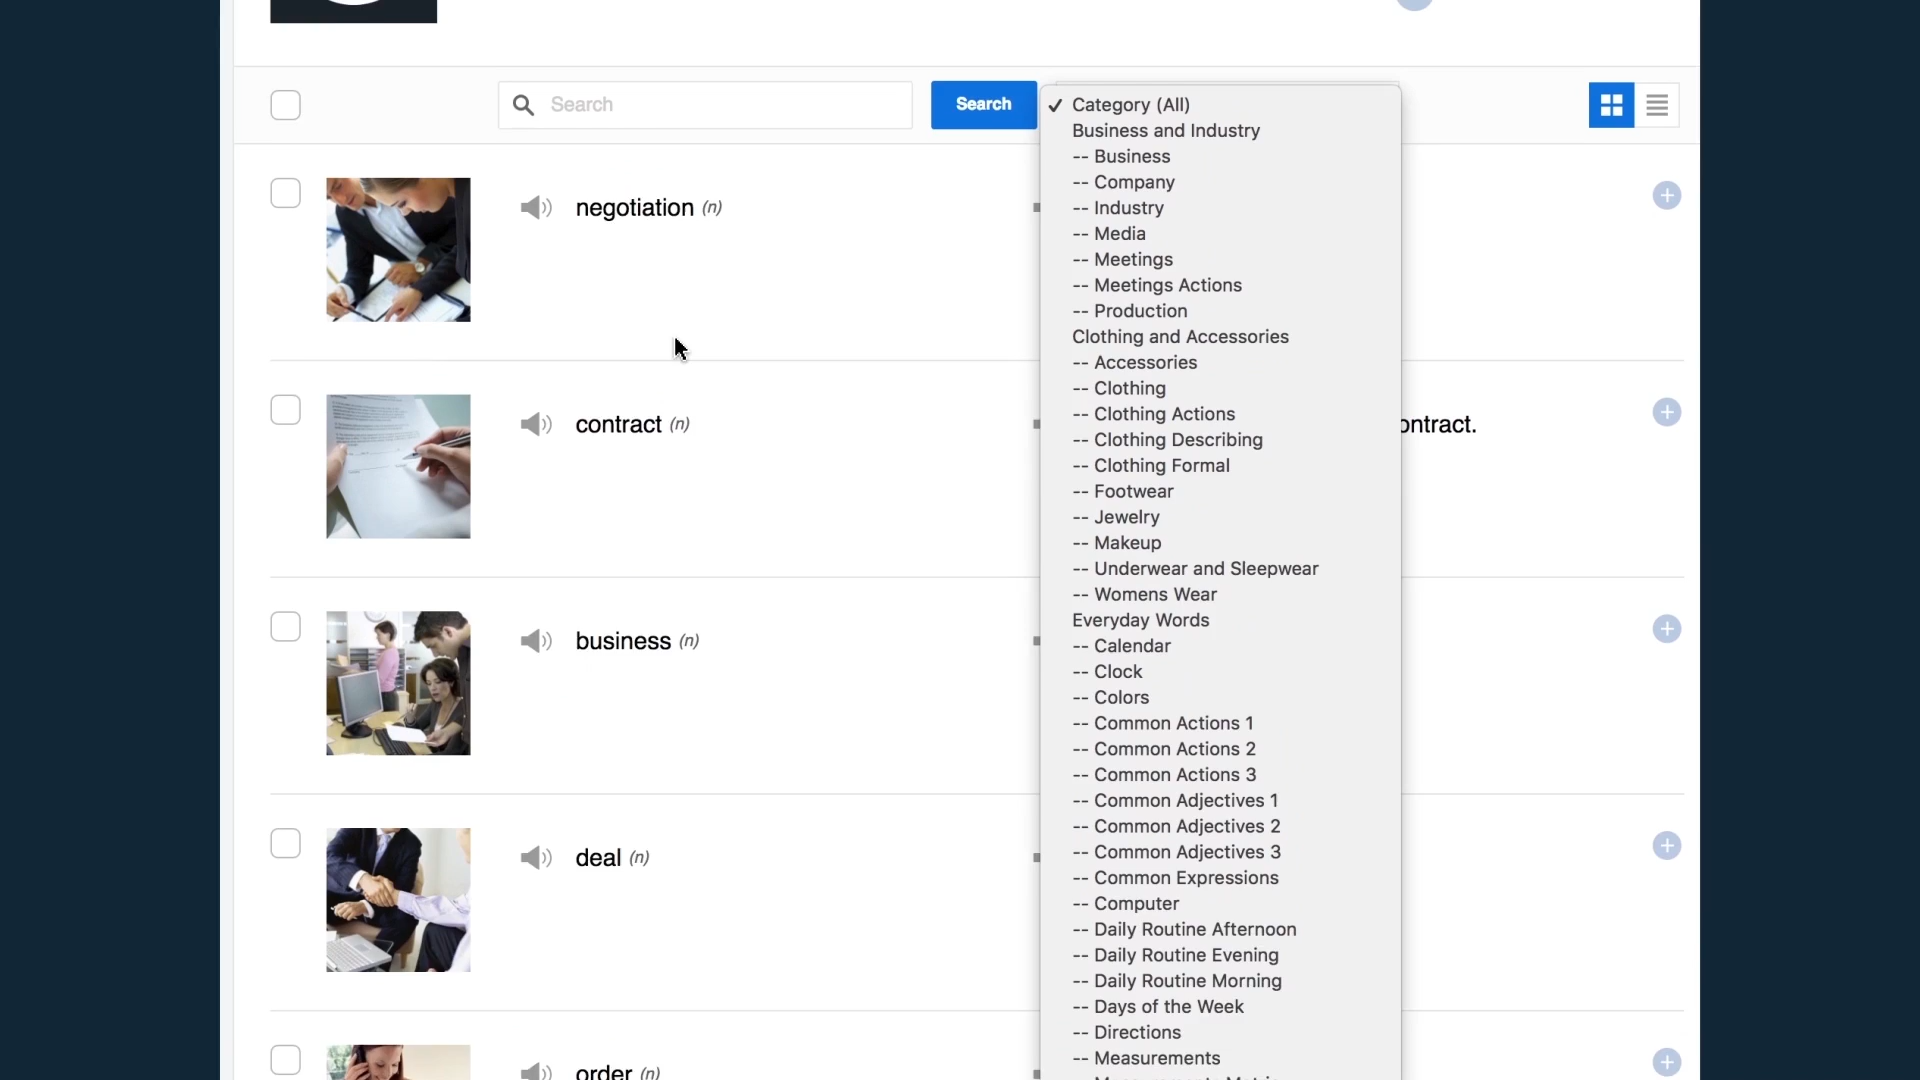 Search
Search
✓ Category (All)
Business and Industry
-- Business
-- Company
-- Industry
-- Media
-- Meetings
-- Meetings Actions
-- Production
Clothing and Accessories
-- Accessories
-- Clothing
-- Clothing Actions
-- Clothing Describing
-- Clothing Formal
-- Footwear
-- Jewelry
-- Makeup
-- Underwear and Sleepwear
-- Womens Wear
Everyday Words
-- Calendar
-- Clock
-- Colors
-- Common Actions 1
-- Common Actions 2
-- Common Actions 3
-- Common Adjectives 1
-- Common Adjectives 2
-- Common Adjectives 3
-- Common Expressions
-- Computer
-- Daily Routine Afternoon
-- Daily Routine Evening
-- Daily Routine Morning
-- Days of the Week
-- Directions
-- Measurements
negotiation (n)
contract (n)
ontract.
business (n)
deal (n)
order (n)